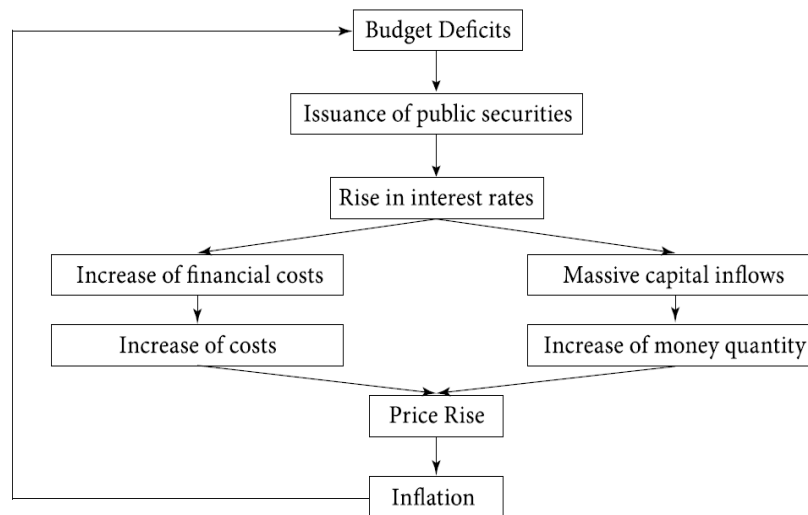 Budget Deficits
Issuance of public securities
Rise in interest rates
Increase of financial costs
Massive capital inflows
Increase of costs
Increase of money quantity
Price Rise
Inflation